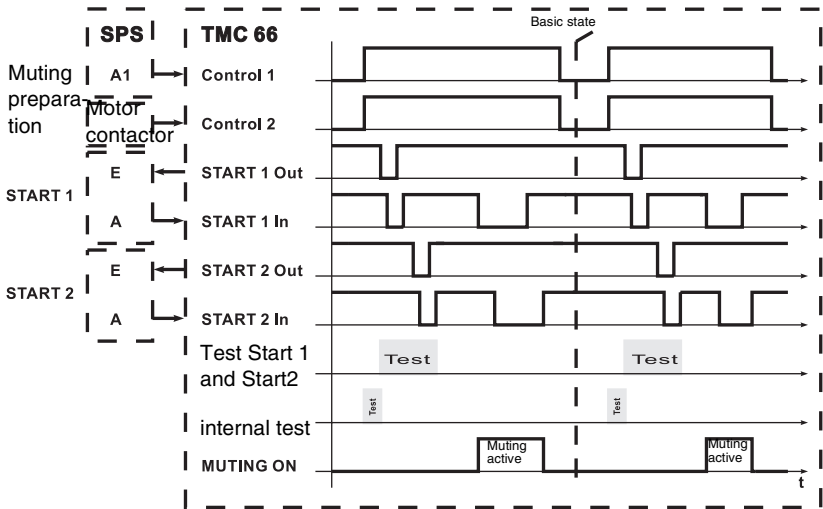 Basic state
SPS
TMC 66
Muting
prepara-
tion
A1
Control 1
Motor
contactor
Control 2
START 1
E
START 1 Out
A
START 1 In
START 2
E
START 2 Out
A
START 2 In
Test Start 1
and Start2
Test
Test
internal test
Test
Test
MUTING ON
Muting
active
Muting
active
t